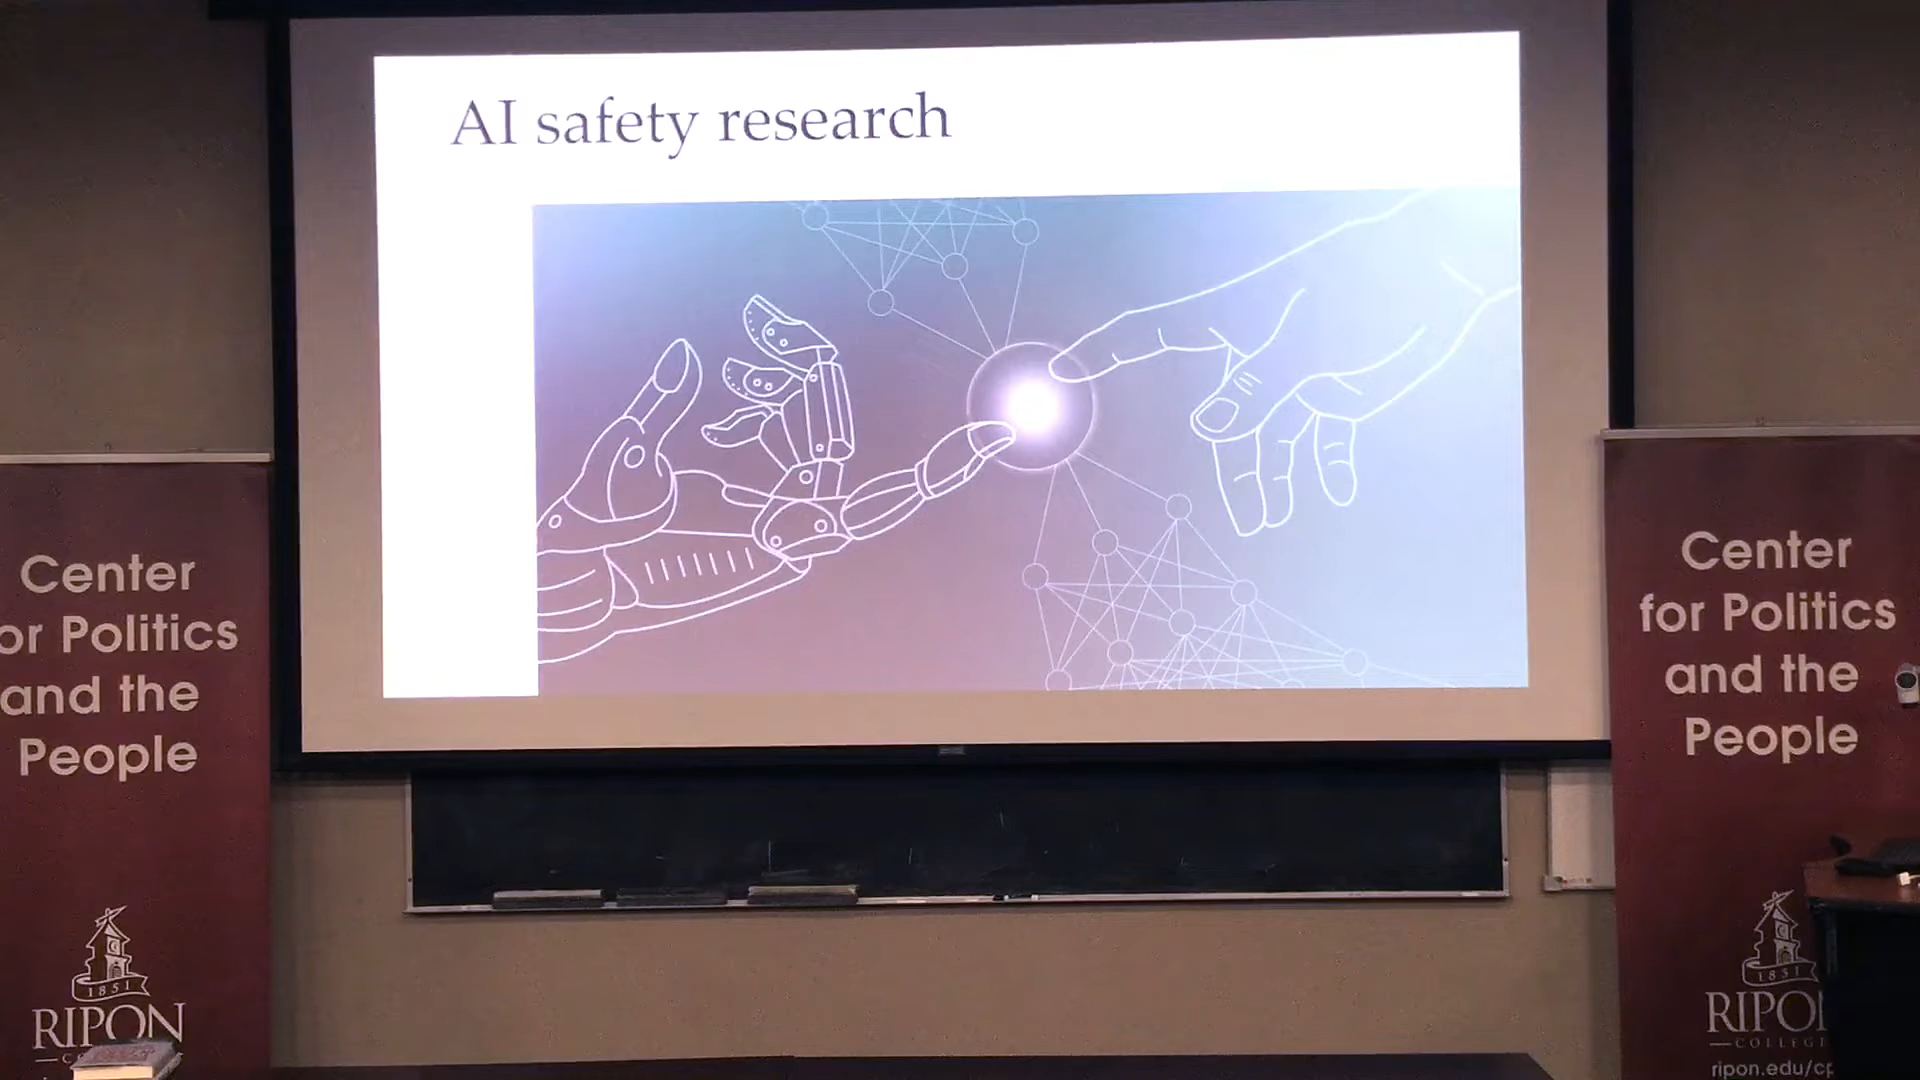 AI safety research
Center
or Politics
and the
People
1851
RIPON
Center
for Politics
and the
People
1851
RIPON
COLLEGE
ripon.edu/cp